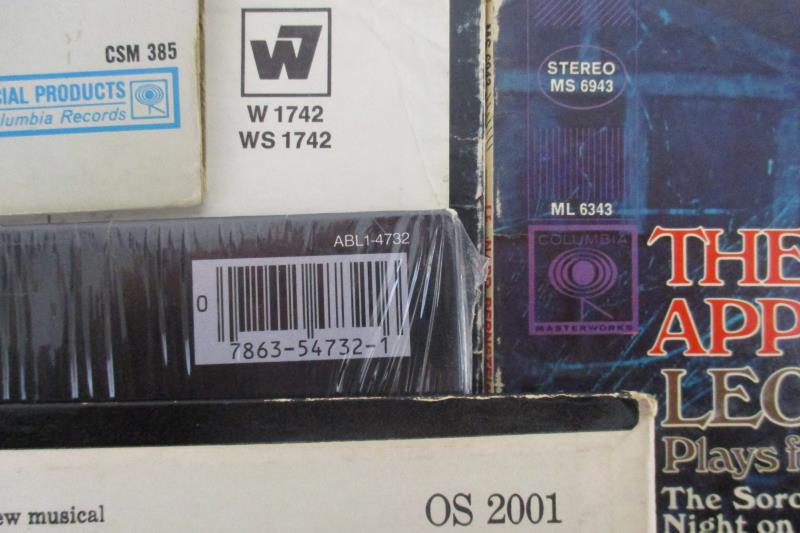 CSM 385
CIAL PRODUCTS
lumbia Records
W
W 1742
WS 1742
STEREO
MS 6943
ML 6343
COLUMBIA
MASTERWORKS
THE
APP
LEO
Plays f
The Sorc
Night on
ABL1-4732
0
7863-54732-1
ew musical
OS 2001